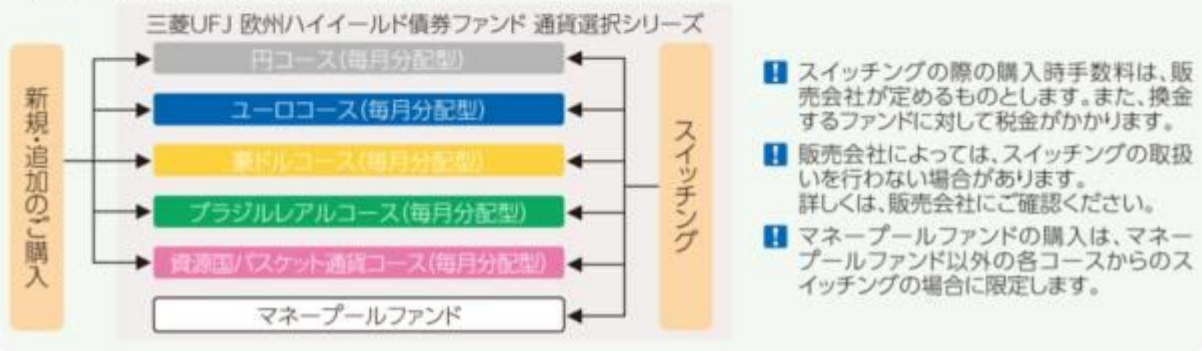 三菱UFJ 欧州ハイイールド債券ファンド 通貨選択シリーズ
新規・追加のご購入
円コース(毎月分配型)
ユーロコース(毎月分配型)
豪ドルコース(毎月分配型)
ブラジルレアルコース(毎月分配型)
資源国バスケット通貨コース(毎月分配型)
マネープールファンド
スイッチング
! スイッチングの際の購入時手数料は、販
売会社が定めるものとします。また、換金
するファンドに対して税金がかかります。
! 販売会社によっては、スイッチングの取扱
いを行わない場合があります。
詳しくは、販売会社にご確認ください。
! マネープールファンドの購入は、マネー
プールファンド以外の各コースからのス
イッチングの場合に限定します。